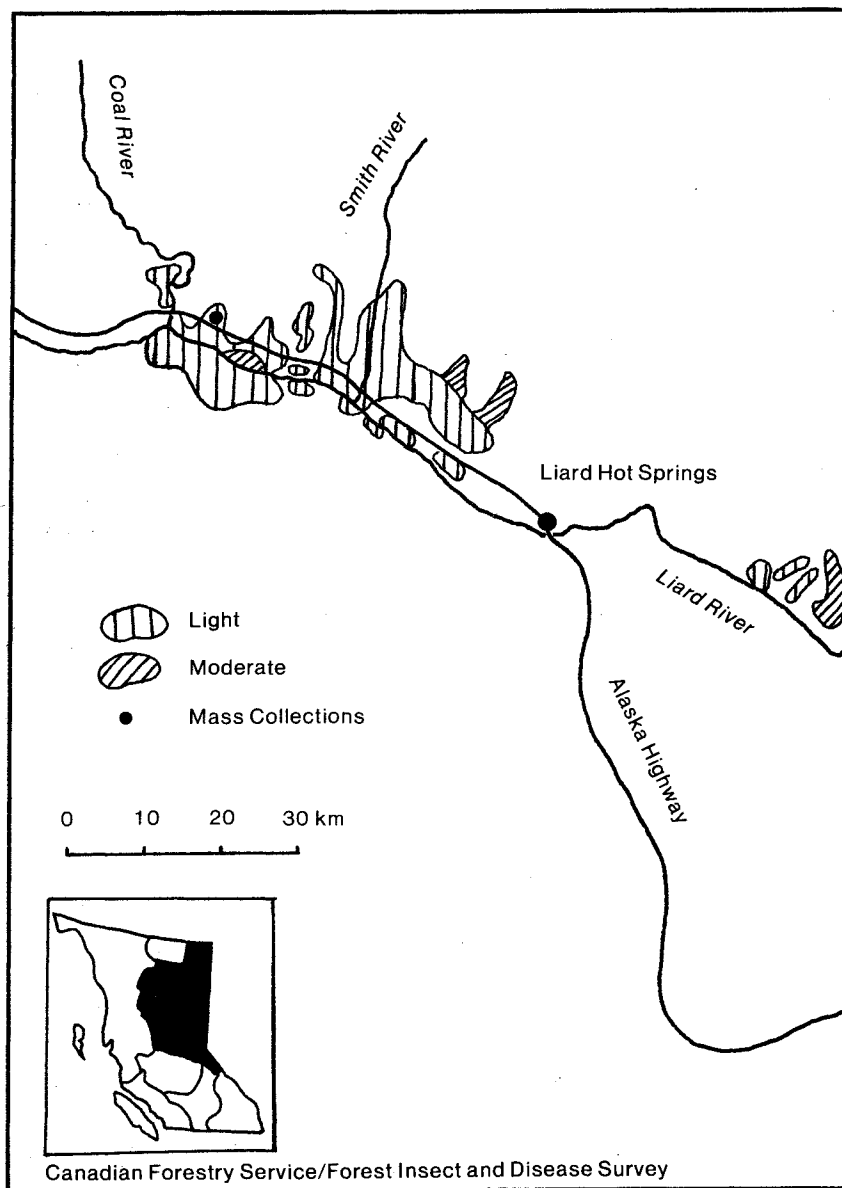 Coal River
Smith River
Liard Hot Springs
Liard River
Alaska Highway
Light
Moderate
Mass Collections
0 10 20 30 km
Canadian Forestry Service/Forest Insect and Disease Survey